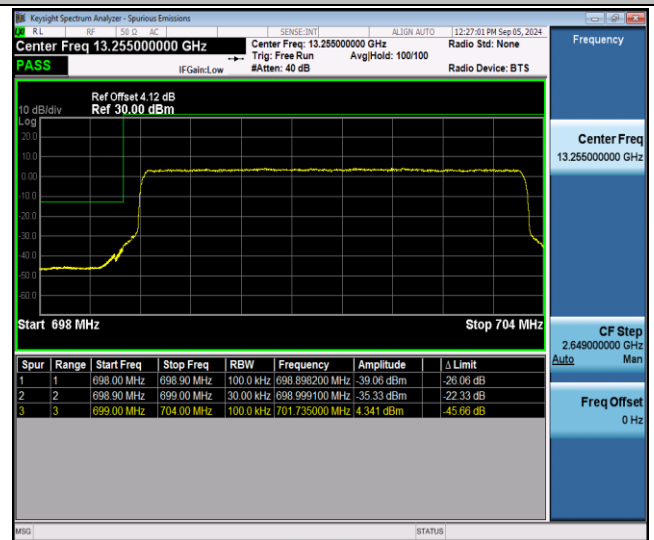 Keysight Spectrum Analyzer - Spurious Emissions
RL RF 50 Ω AC SENSE:INT ALIGN AUTO 12:27:01 PM Sep 05, 2024
Center Freq 13.255000000 GHz
Center Freq: 13.255000000 GHz
Radio Std: None
Trig: Free Run Avg|Hold: 100/100
PASS
IFGain:Low
#Atten: 40 dB
Radio Device: BTS
Ref Offset 4.12 dB
10 dB/div Ref 30.00 dBm
Log
20.0
10.0
0.00
-10.0
-20.0
-30.0
-40.0
-50.0
-60.0
Start 698 MHz Stop 704 MHz
Spur Range Start Freq Stop Freq RBW Frequency Amplitude Δ Limit
1 1 698.00 MHz 698.90 MHz 100.0 kHz 698.898200 MHz -39.06 dBm -26.06 dB
2 2 698.90 MHz 699.00 MHz 30.00 kHz 698.999100 MHz -35.33 dBm -22.33 dB
3 3 699.00 MHz 704.00 MHz 100.0 kHz 701.735000 MHz 4.341 dBm -45.66 dB
MSG STATUS
Frequency
Center Freq
13.255000000 GHz
CF Step
2.649000000 GHz
Auto Man
Freq Offset
0 Hz